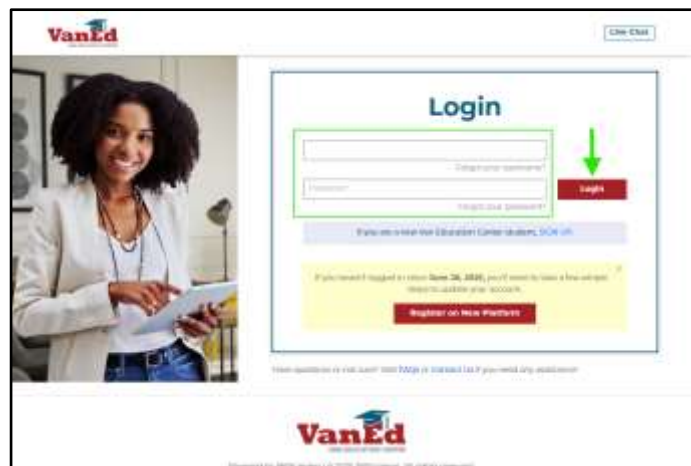 VanEd
Live Chat
Login
Forgot your username?
Password
Login
Forgot your password?
If you are a new Van Education Center student, SIGN UP.
If you haven't logged in since June 26, you'll need to take a few simple
steps to update your account.
Register on New Platform
Have questions or not sure? Visit FAQs or Contact Us if you need any assistance!
VanEd